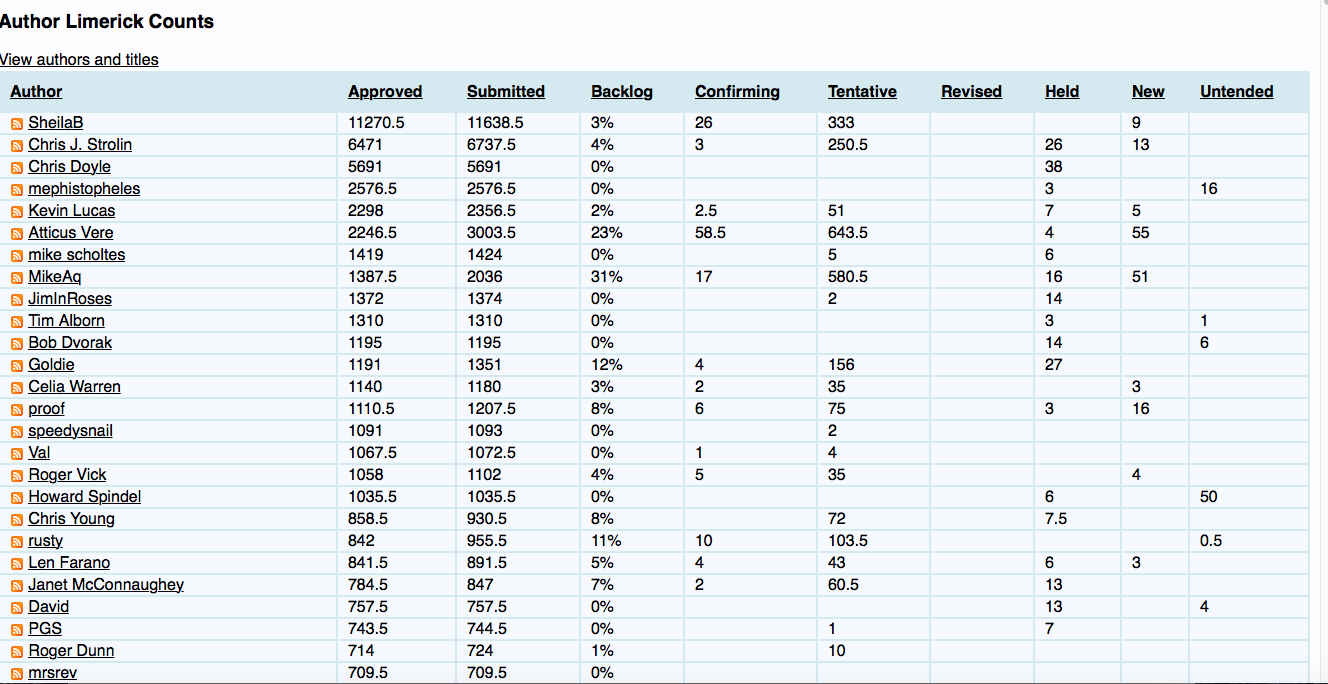 Author Limerick Counts
View authors and titles
Author Approved Submitted Backlog Confirming Tentative Revised Held New Untended
SheilaB 11270.5 11638.5 3% 26 333 9
Chris J. Strolin 6471 6737.5 4% 3 250.5 26 13
Chris Doyle 5691 5691 0% 38
mephistopheles 2576.5 2576.5 0% 3 16
Kevin Lucas 2298 2356.5 2% 2.5 51 7 5
Atticus Vere 2246.5 3003.5 23% 58.5 643.5 4 55
mike scholtes 1419 1424 0% 5 6
MikeAq 1387.5 2036 31% 17 580.5 16 51
JimInRoses 1372 1374 0% 2 14
Tim Alborn 1310 1310 0% 3 1
Bob Dvorak 1195 1195 0% 14 6
Goldie 1191 1351 12% 4 156 27
Celia Warren 1140 1180 3% 2 35 3
proof 1110.5 1207.5 8% 6 75 3 16
speedysnail 1091 1093 0% 2
Val 1067.5 1072.5 0% 1 4
Roger Vick 1058 1102 4% 5 35 4
Howard Spindel 1035.5 1035.5 0% 6 50
Chris Young 858.5 930.5 8% 72 7.5
rusty 842 955.5 11% 10 103.5 0.5
Len Farano 841.5 891.5 5% 4 43 6 3
Janet McConnaughey 784.5 847 7% 2 60.5 13
David 757.5 757.5 0% 13 4
PGS 743.5 744.5 0% 1 7
Roger Dunn 714 724 1% 10
mrsrev 709.5 709.5 0%